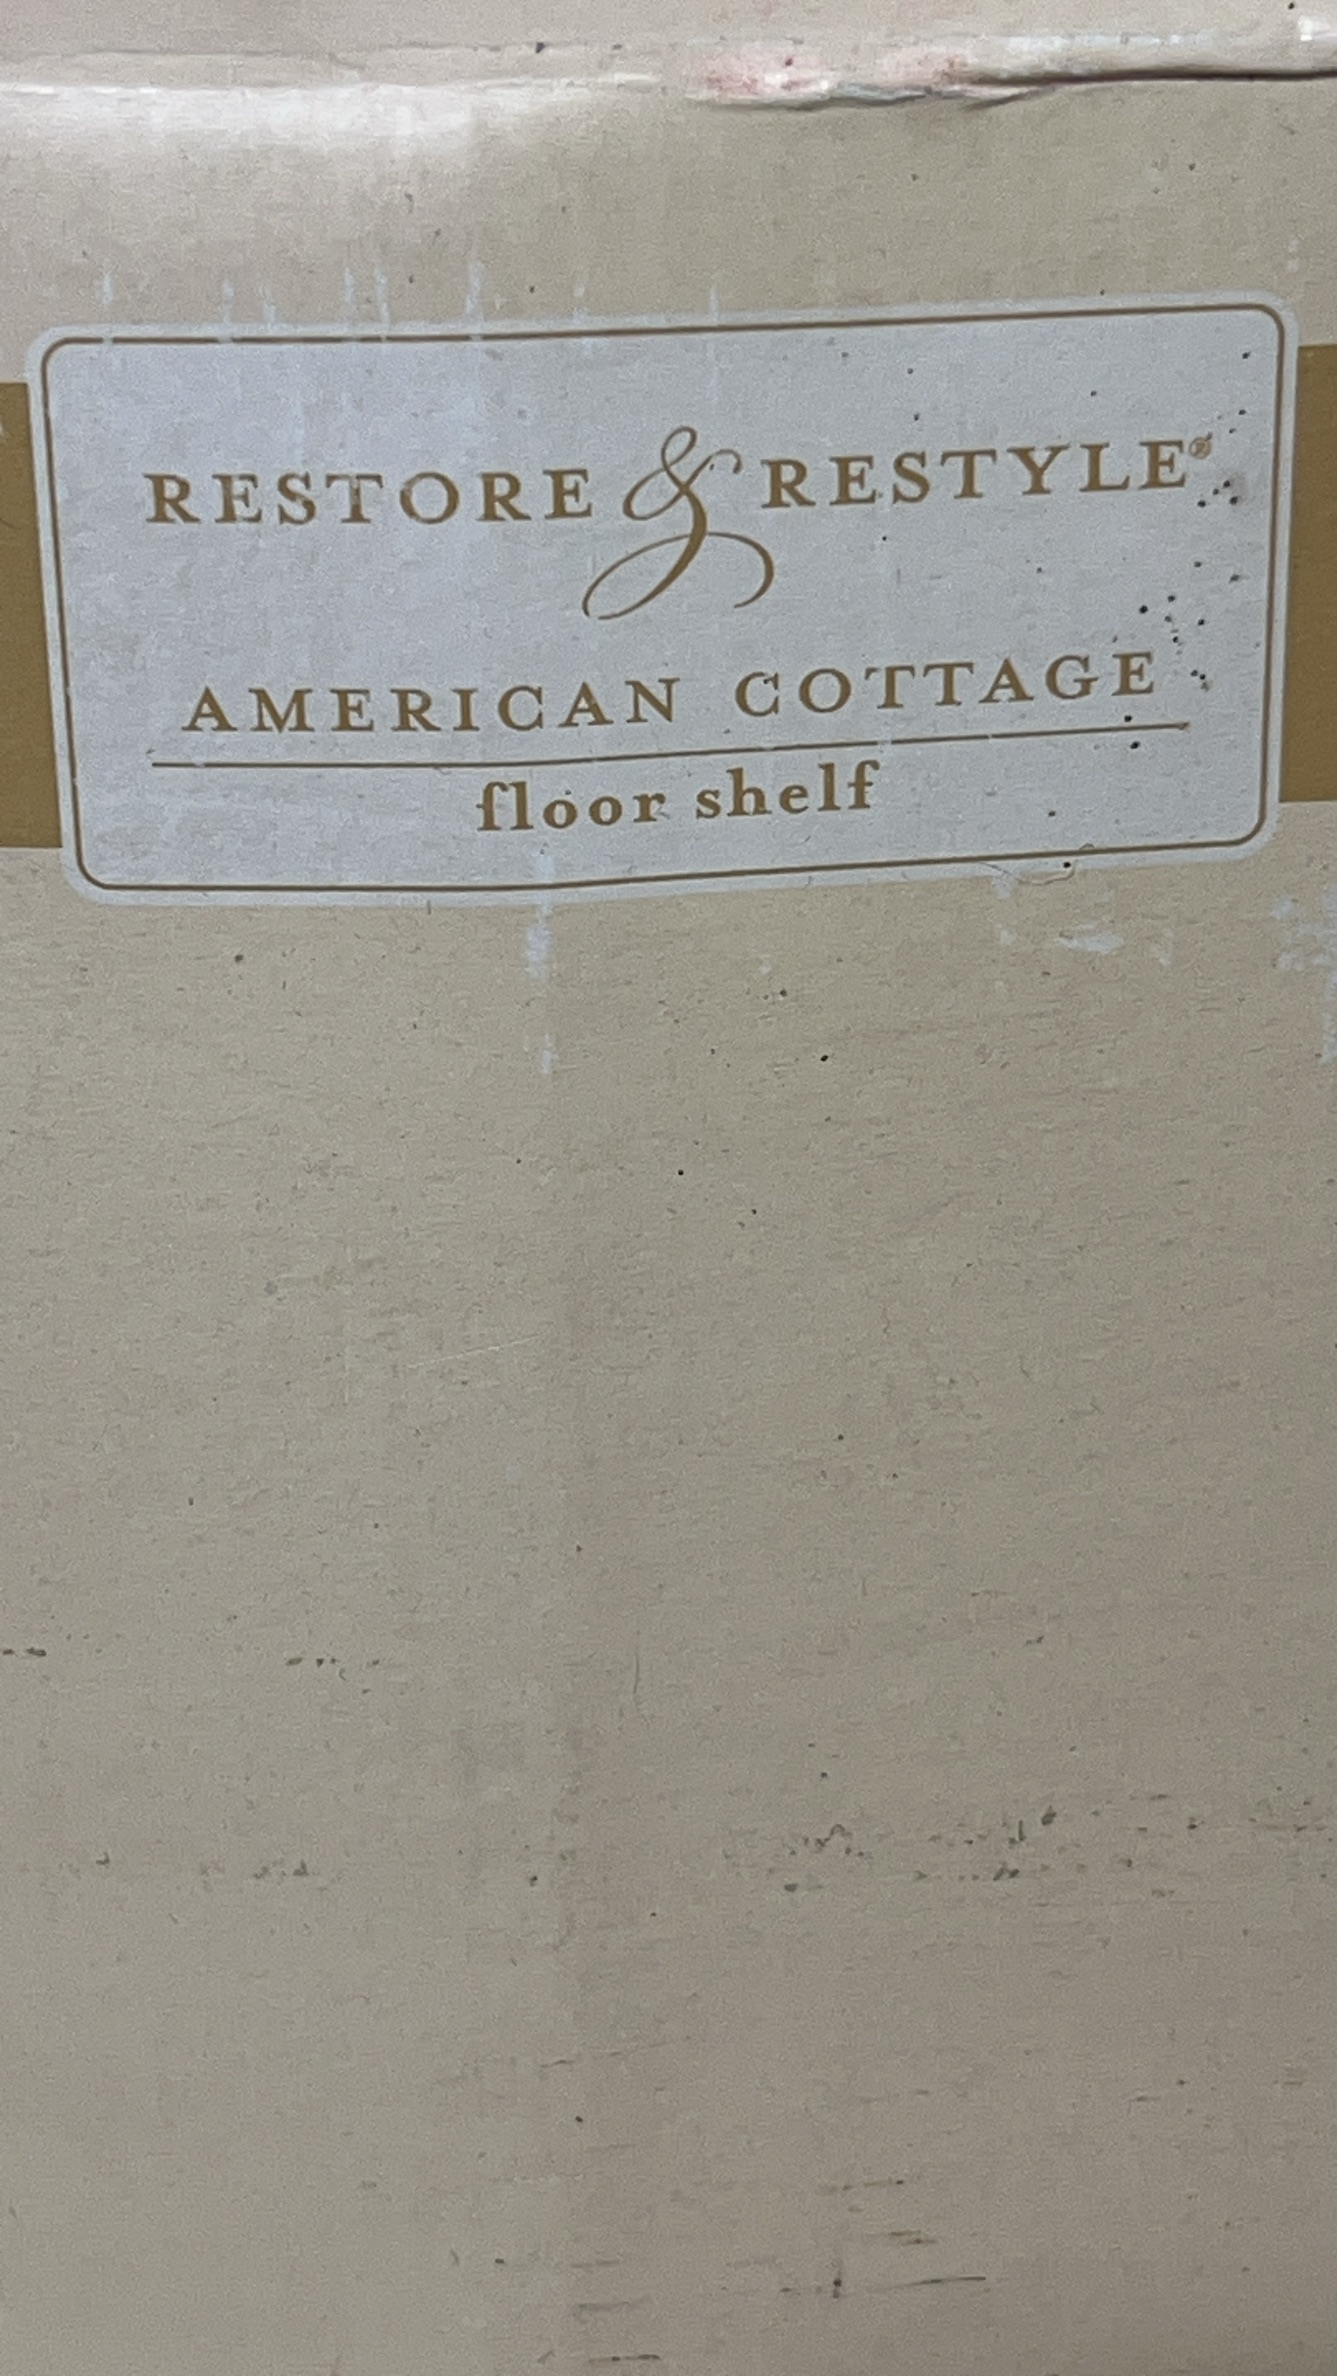 RESTORE & RESTYLE®
AMERICAN COTTAGE
floor shelf